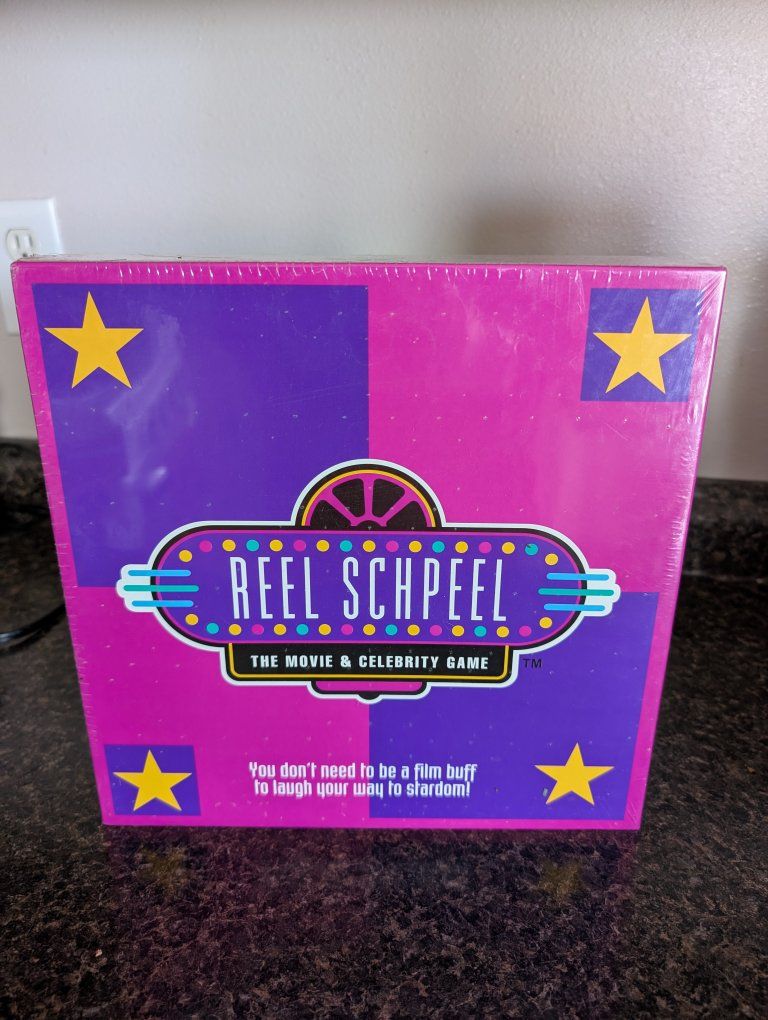 REEL SCHPEEL
THE MOVIE & CELEBRITY GAME
TM
You don't need to be a film buff
to laugh your way to stardom!